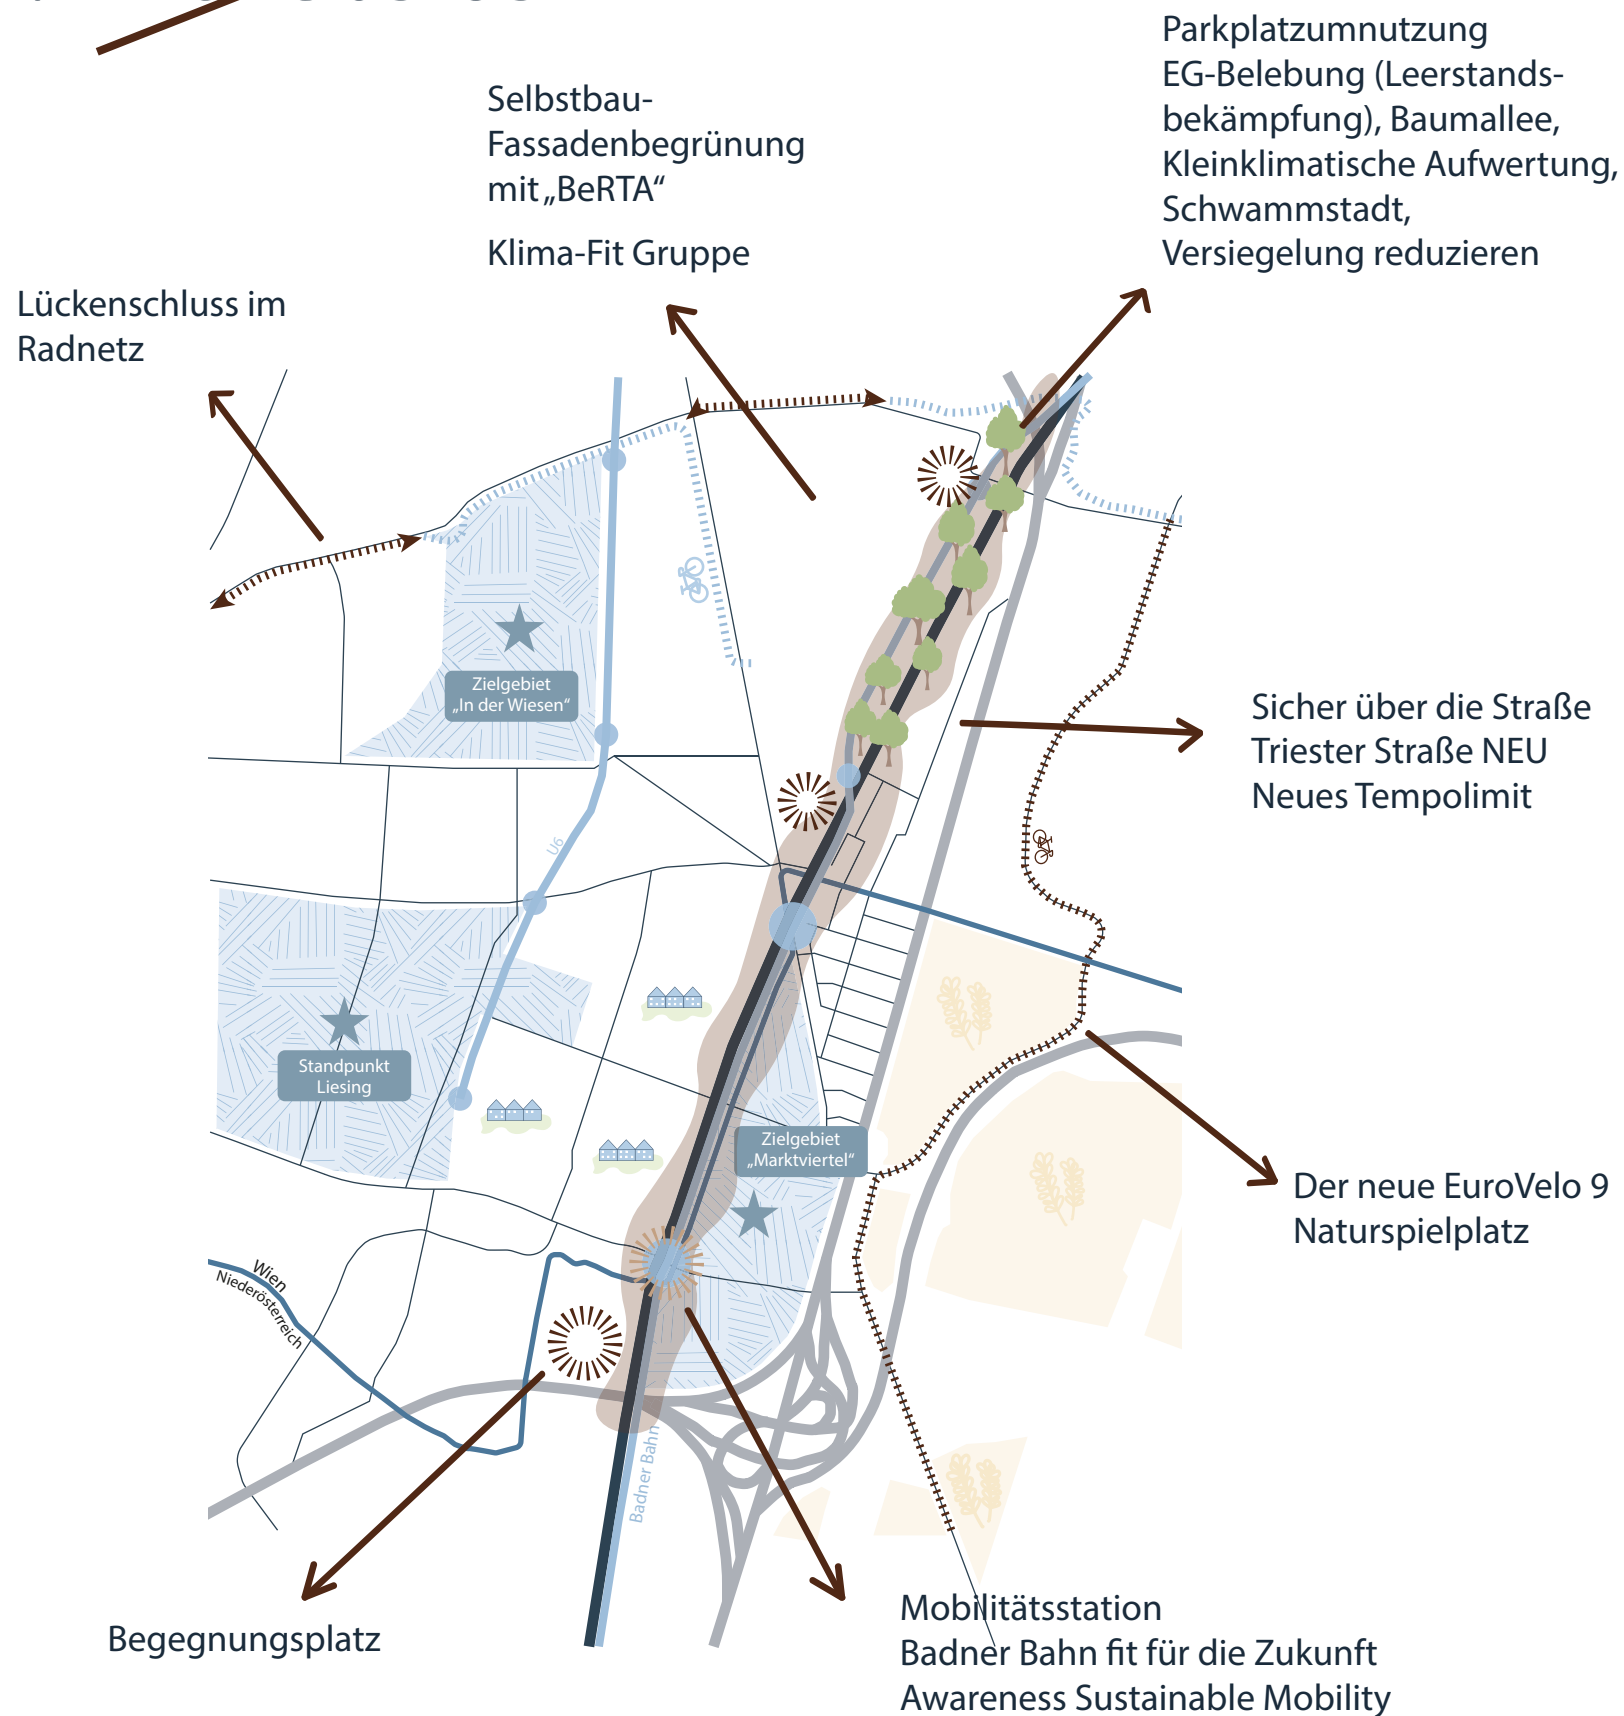 Parkplatzumnutzung
EG-Belebung (Leerstands-
bekämpfung), Baumallee,
Kleinklimatische Aufwertung,
Schwammstadt,
Versiegelung reduzieren
Selbstbau-
Fassadenbegrünung
mit „BeRTA“
Klima-Fit Gruppe
Lückenschluss im
Radnetz
Zielgebiet
„In der Wiesen“
Sicher über die Straße
Triester Straße NEU
Neues Tempolimit
U6
Standpunkt
Liesing
Zielgebiet
„Marktviertel“
Der neue EuroVelo 9
Naturspielplatz
Wien
Niederösterreich
Badner Bahn
Begegnungsplatz
Mobilitätsstation
Badner Bahn fit für die Zukunft
Awareness Sustainable Mobility